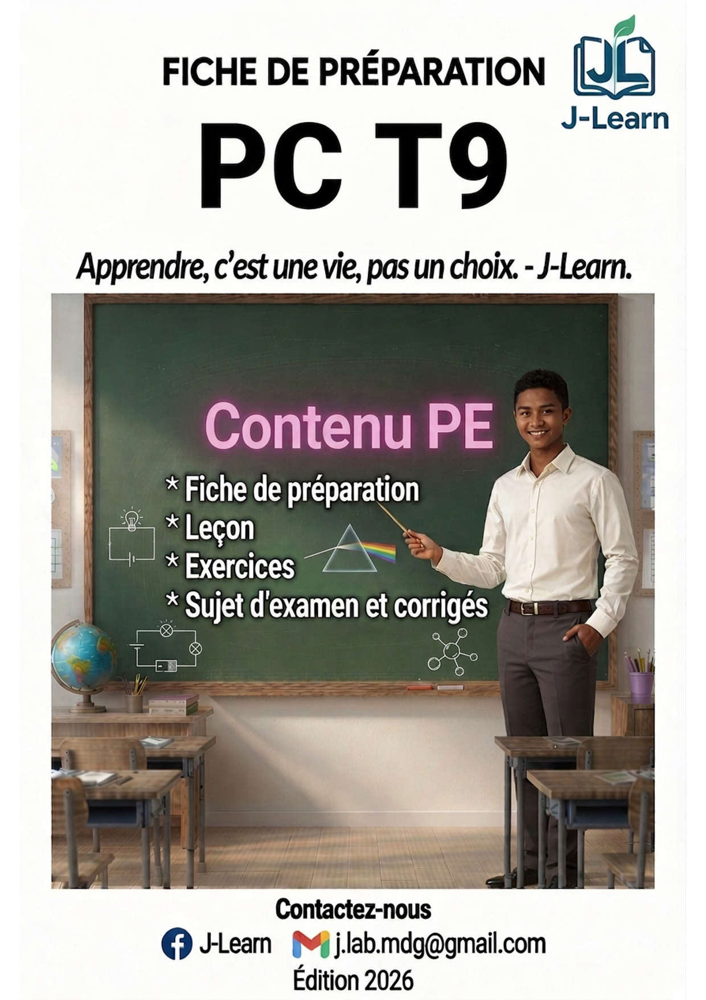 FICHE DE PRÉPARATION
JL
J-Learn
PC T9
Apprendre, c'est une vie, pas un choix. - J-Learn.
Contenu PE
* Fiche de préparation
* Leçon
* Exercices
* Sujet d'examen et corrigés
Contactez-nous
J-Learn j.lab.mdg@gmail.com
Édition 2026